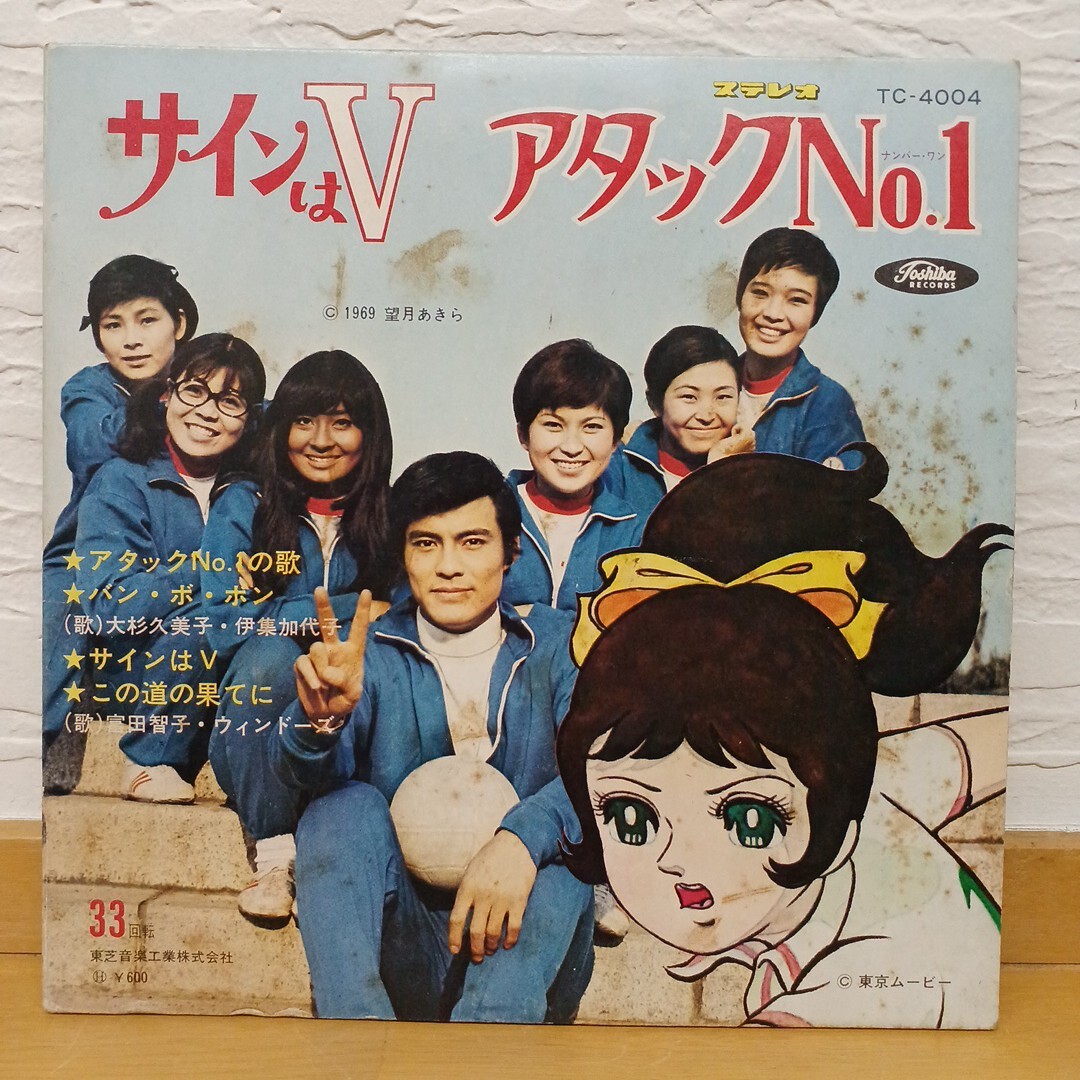 サインはV
ステレオ
TC-4004
アタックNo.1
ナンバー・ワン
Toshiba
RECORDS
© 1969 望月あきら
★アタックNo.1の歌
★バン・ボ・ボン
(歌)大杉久美子・伊集加代子
★サインはV
★この道の果てに
(歌)富田智子・ウィンドーズ
33回転
東芝音楽工業株式会社
Ⓗ ¥600
© 東京ムービー